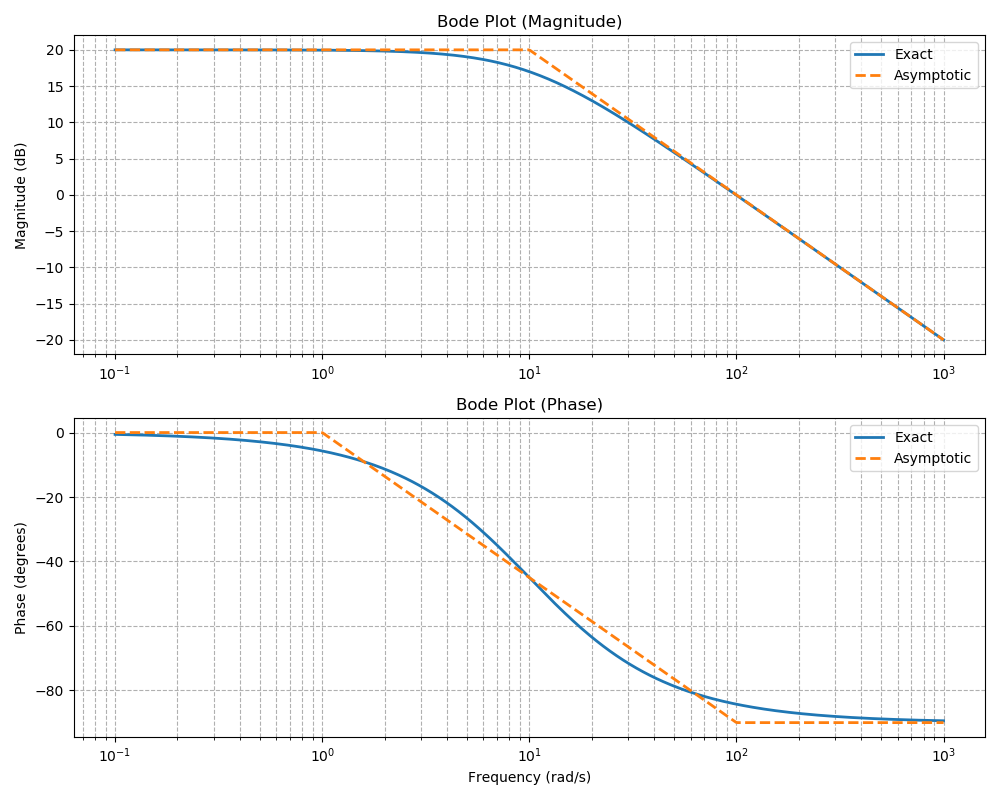 Bode Plot (Magnitude)
Exact
Asymptotic
Magnitude (dB)
20
15
10
5
0
−5
−10
−15
−20
10⁻¹ 10⁰ 10¹ 10² 10³
Bode Plot (Phase)
Exact
Asymptotic
Phase (degrees)
0
−20
−40
−60
−80
10⁻¹ 10⁰ 10¹ 10² 10³
Frequency (rad/s)